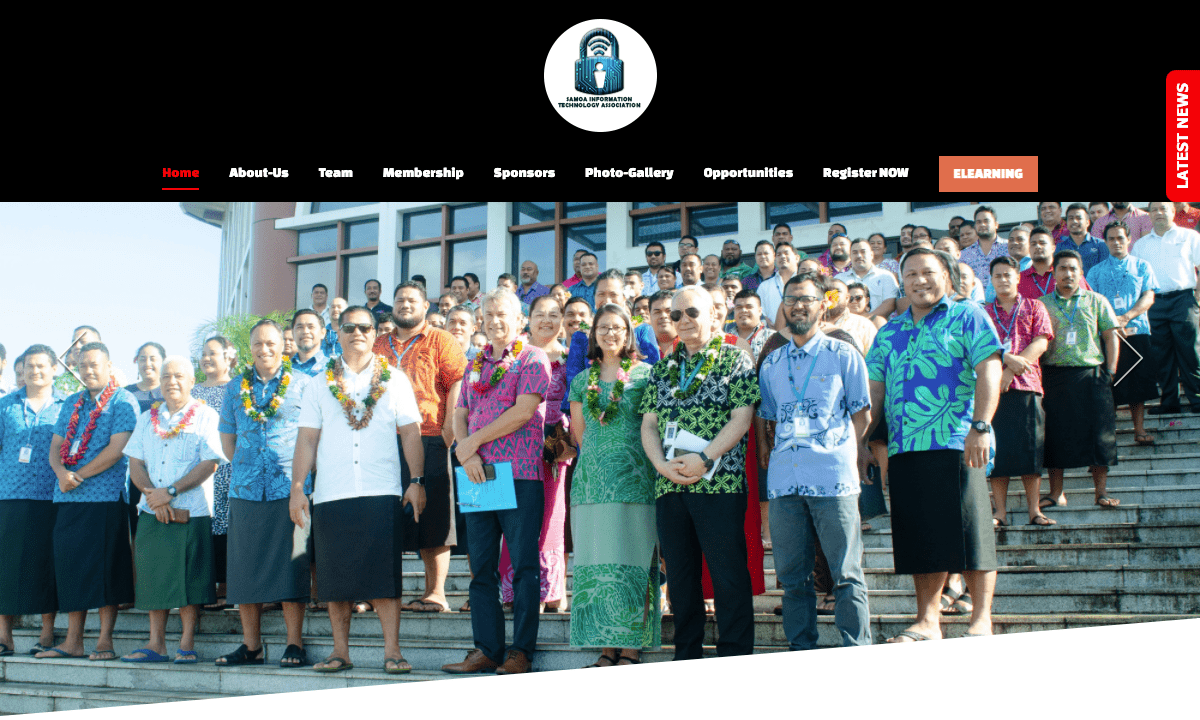 SAMOA INFORMATION
TECHNOLOGY ASSOCIATION
LATEST NEWS
Home
About-Us
Team
Membership
Sponsors
Photo-Gallery
Opportunities
Register NOW
ELEARNING